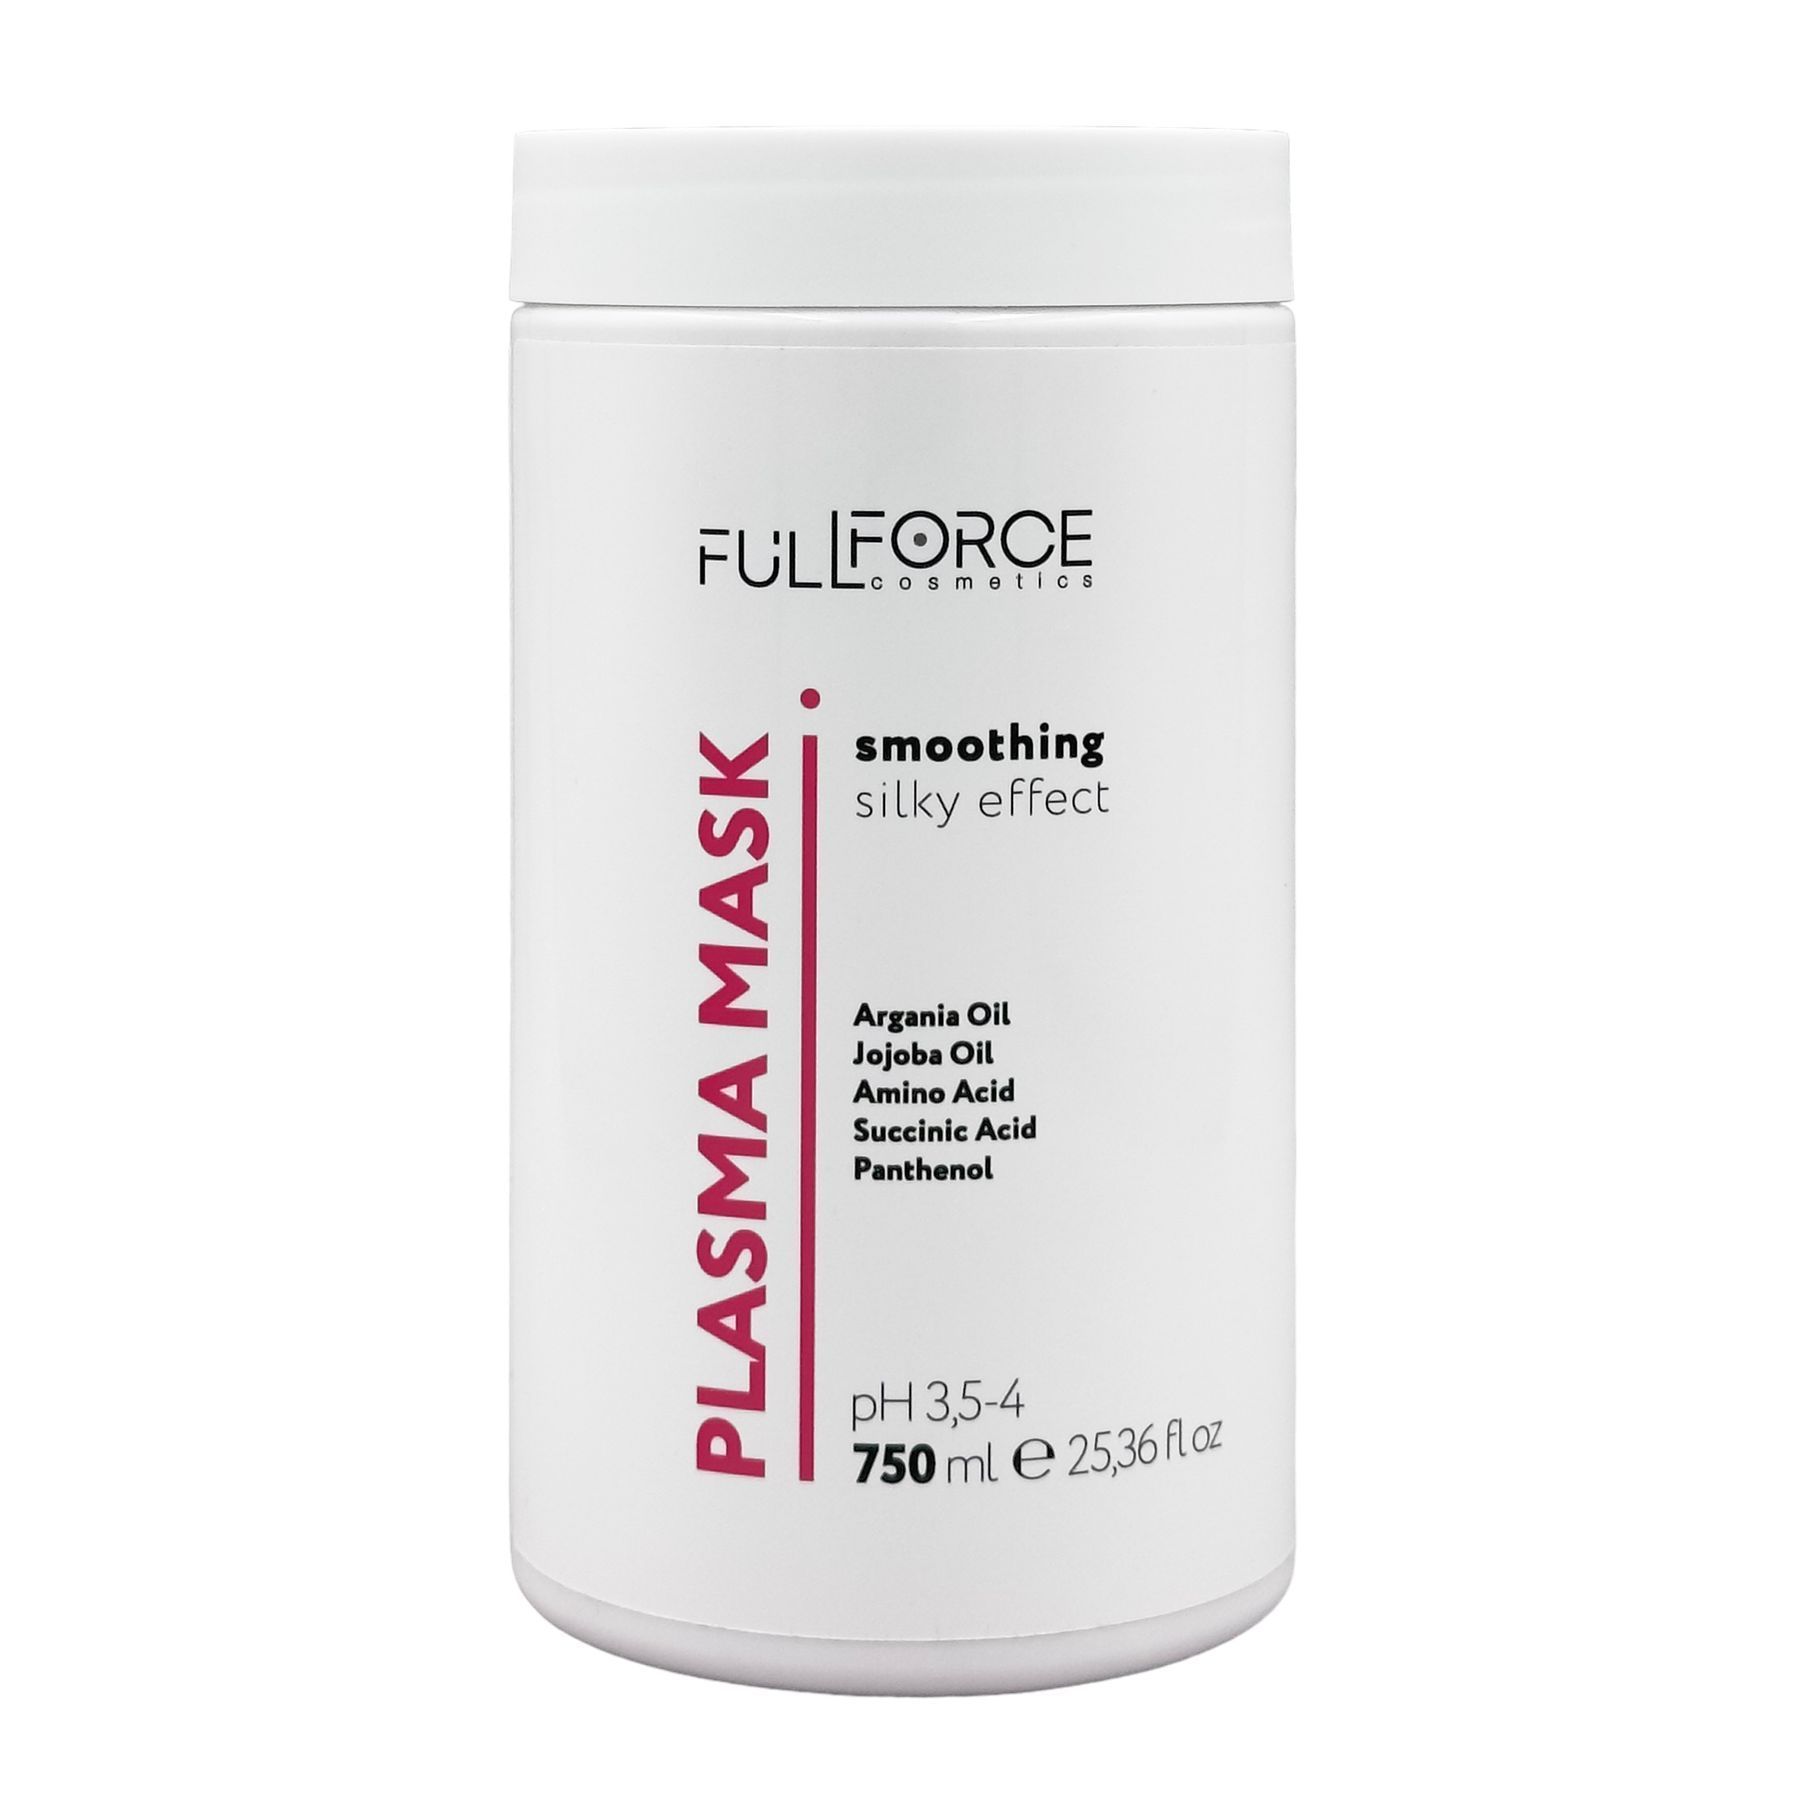 FULLFORCE
cosmetics
PLASMA MASK
smoothing
silky effect
Argania Oil
Jojoba Oil
Amino Acid
Succinic Acid
Panthenol
pH 3,5-4
750 ml ℮ 25,36 fl oz